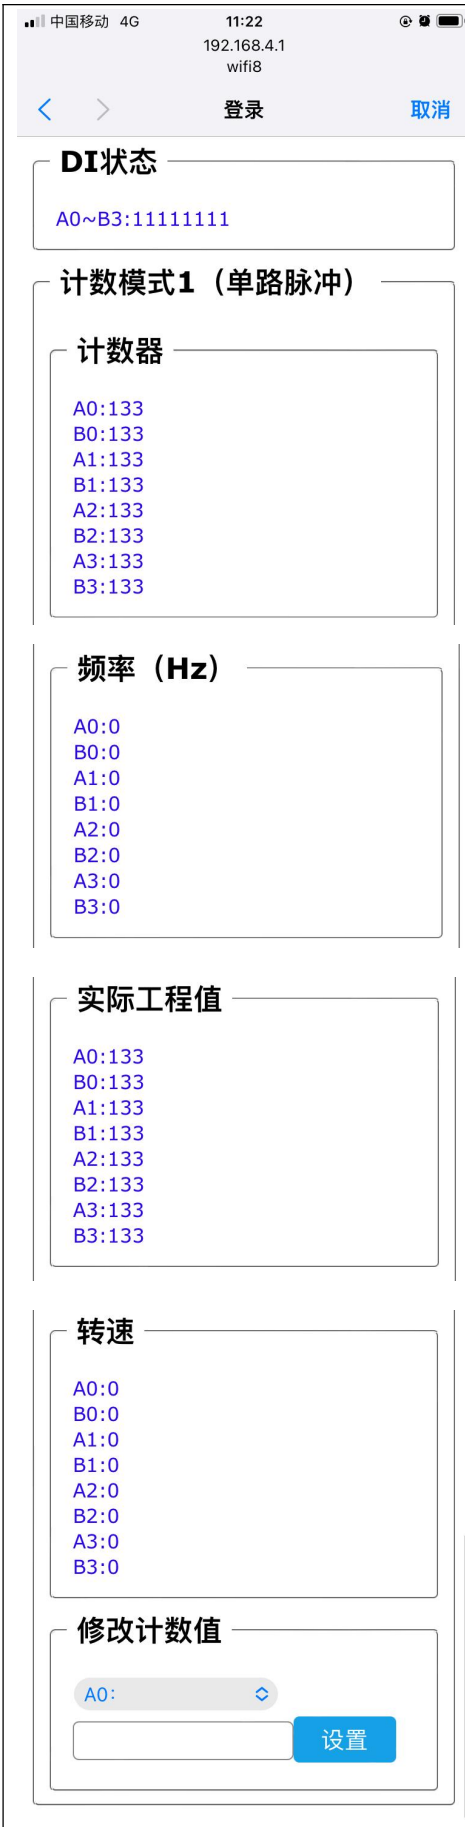 中国移动 4G 11:22
192.168.4.1
wifi8
登录 取消
DI状态
A0~B3:11111111
计数模式1（单路脉冲）
计数器
A0:133
B0:133
A1:133
B1:133
A2:133
B2:133
A3:133
B3:133
频率（Hz）
A0:0
B0:0
A1:0
B1:0
A2:0
B2:0
A3:0
B3:0
实际工程值
A0:133
B0:133
A1:133
B1:133
A2:133
B2:133
A3:133
B3:133
转速
A0:0
B0:0
A1:0
B1:0
A2:0
B2:0
A3:0
B3:0
修改计数值
A0:
设置